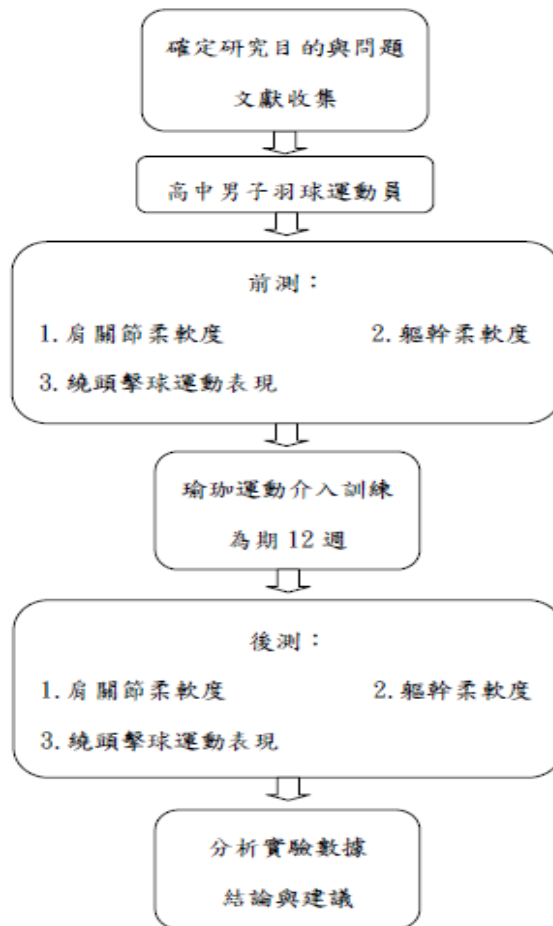 確定研究目的與問題
文獻收集
高中男子羽球運動員
前測：
1.肩關節柔軟度 2.軀幹柔軟度
3.繞頭擊球運動表現
瑜珈運動介入訓練
為期12週
後測：
1.肩關節柔軟度 2.軀幹柔軟度
3.繞頭擊球運動表現
分析實驗數據
結論與建議